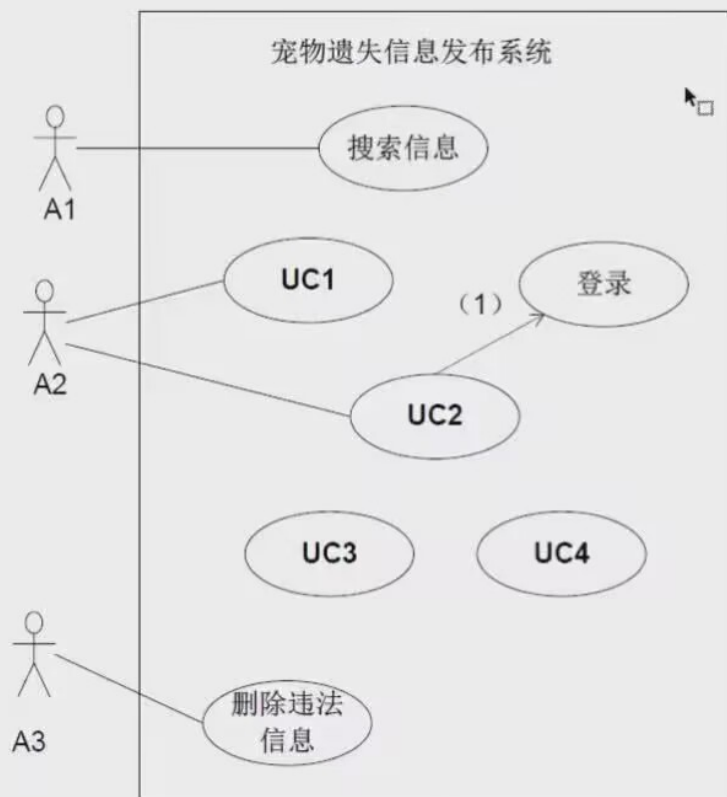 宠物遗失信息发布系统
搜索信息
A1
UC1
登录
（1）
A2
UC2
UC3
UC4
删除违法
信息
A3